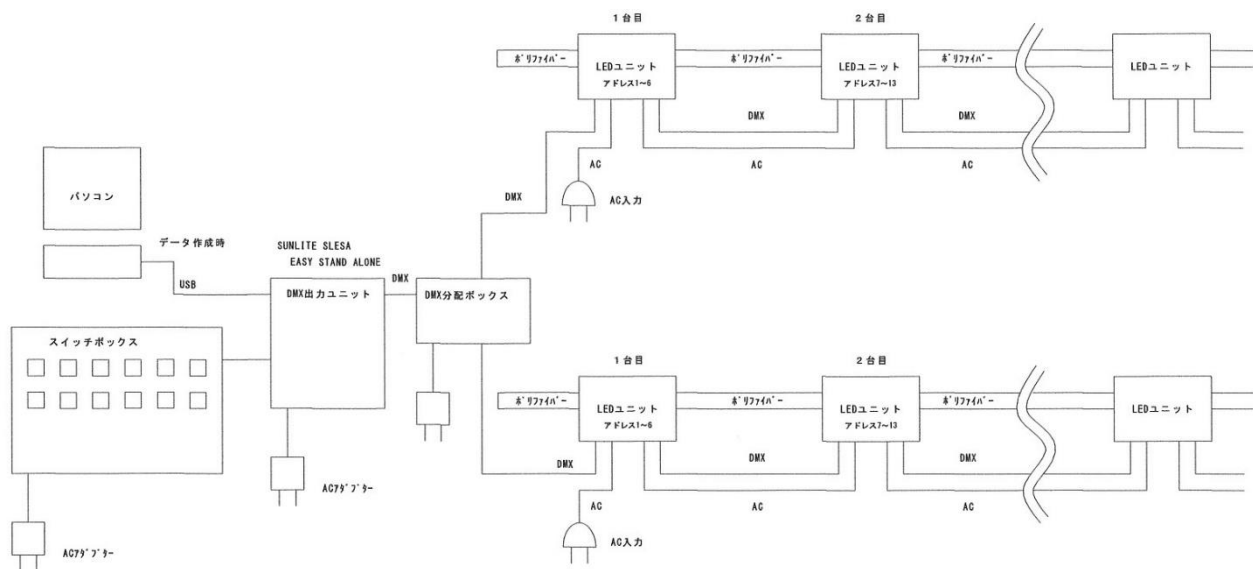 1台目
2台目
ポリファイバー
LEDユニット
アドレス1~6
ポリファイバー
LEDユニット
アドレス7~13
ポリファイバー
LEDユニット
DMX
DMX
AC
AC
AC
AC入力
DMX
パソコン
データ作成時
USB
SUNLITE SLESA
EASY STAND ALONE
DMX出力ユニット
DMX
DMX分配ボックス
スイッチボックス
ACアダプター
ACアダプター
1台目
2台目
ポリファイバー
LEDユニット
アドレス1~6
ポリファイバー
LEDユニット
アドレス7~13
ポリファイバー
LEDユニット
DMX
DMX
DMX
AC
AC
AC
AC入力